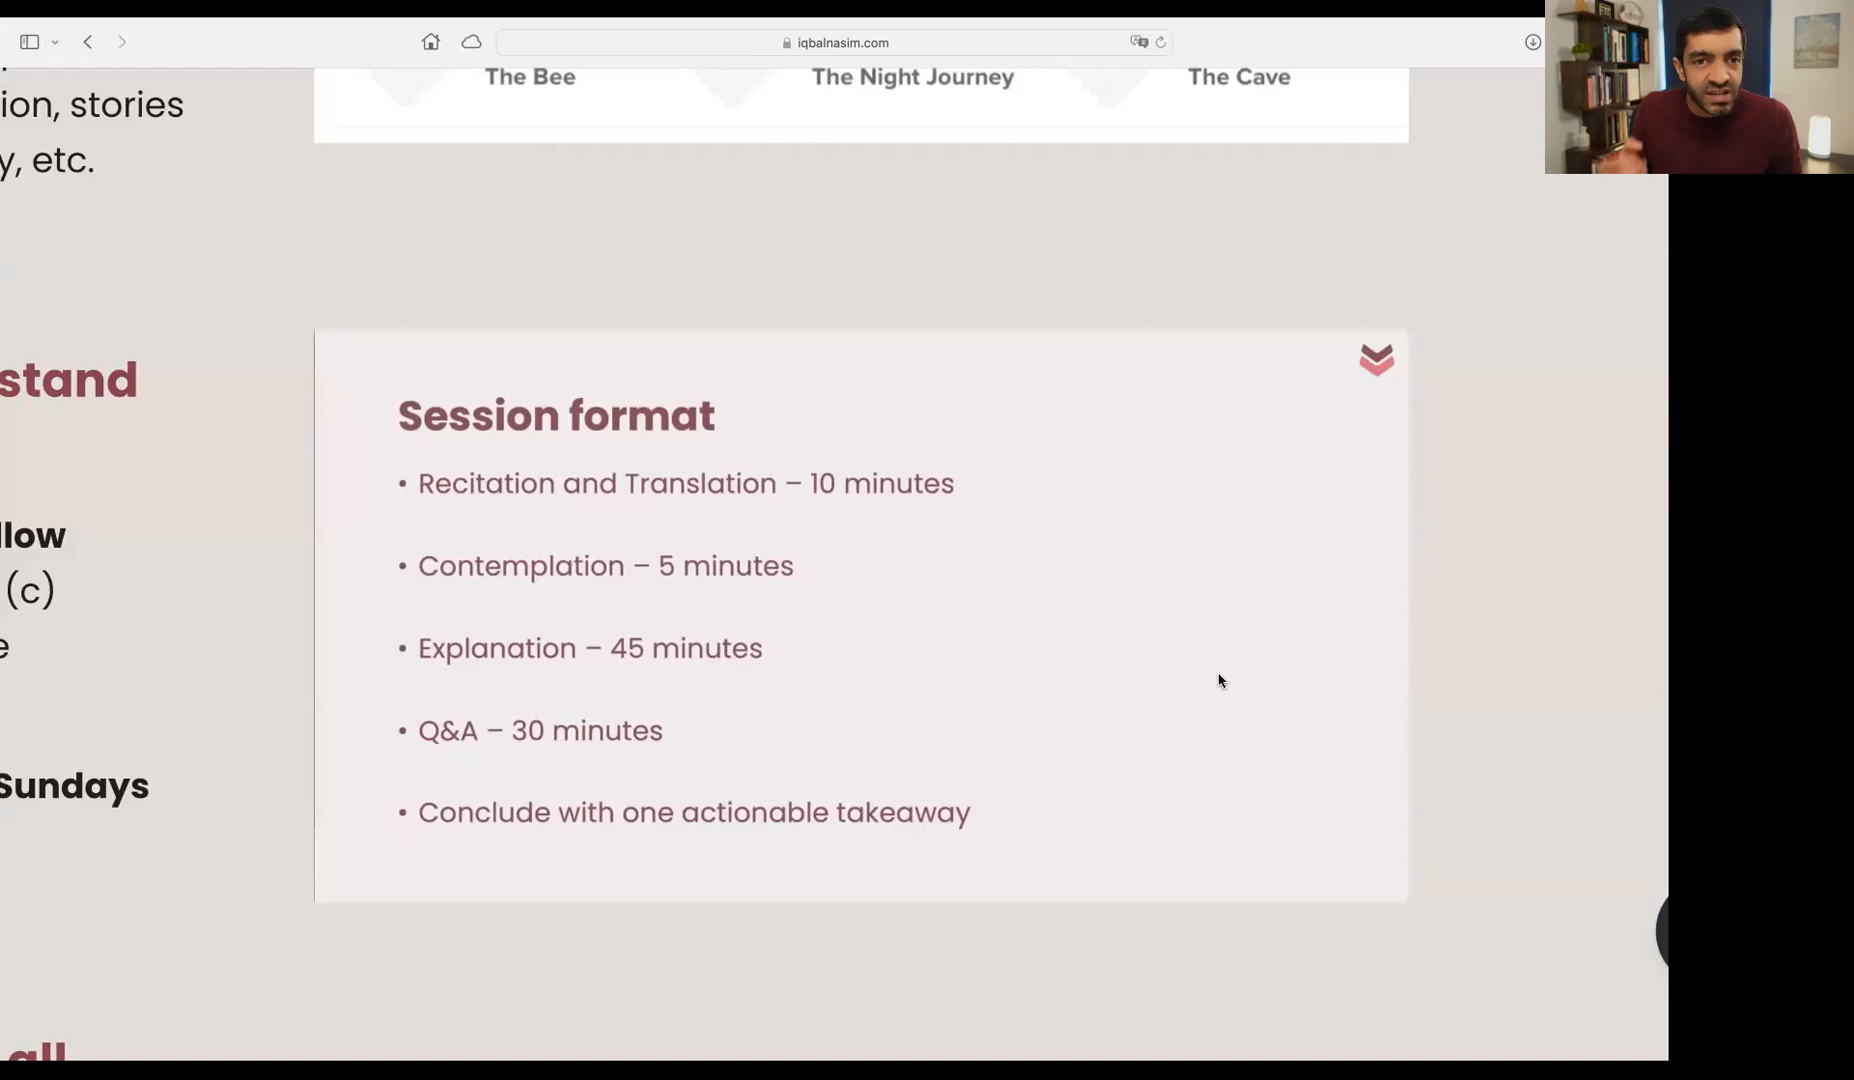 iqbalnasim.com
The Bee
The Night Journey
The Cave
ion, stories
y, etc.
stand
llow
(c)
e
Sundays
all
Session format
• Recitation and Translation – 10 minutes
• Contemplation – 5 minutes
• Explanation – 45 minutes
• Q&A – 30 minutes
• Conclude with one actionable takeaway